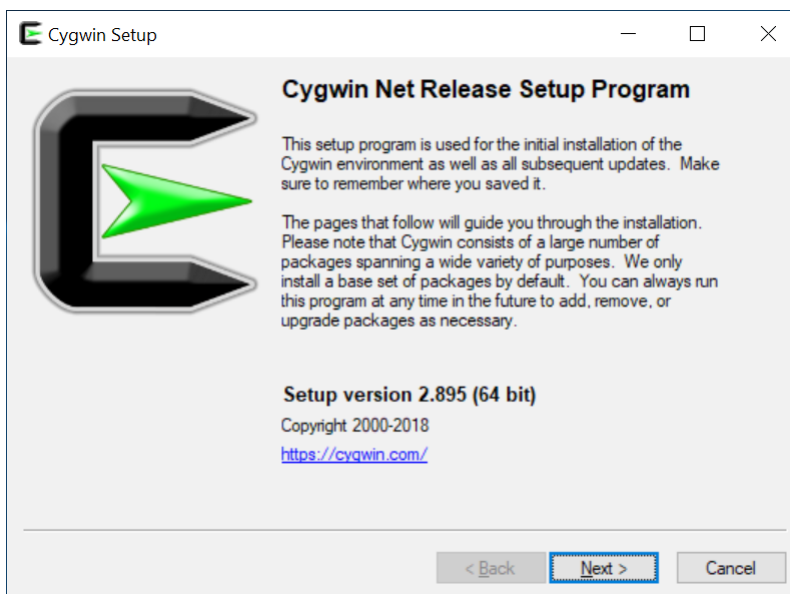 Cygwin Setup
Cygwin Net Release Setup Program
This setup program is used for the initial installation of the
Cygwin environment as well as all subsequent updates.  Make
sure to remember where you saved it.
The pages that follow will guide you through the installation.
Please note that Cygwin consists of a large number of
packages spanning a wide variety of purposes.  We only
install a base set of packages by default.  You can always run
this program at any time in the future to add, remove, or
upgrade packages as necessary.
Setup version 2.895 (64 bit)
Copyright 2000-2018
https://cygwin.com/
< Back
Next >
Cancel